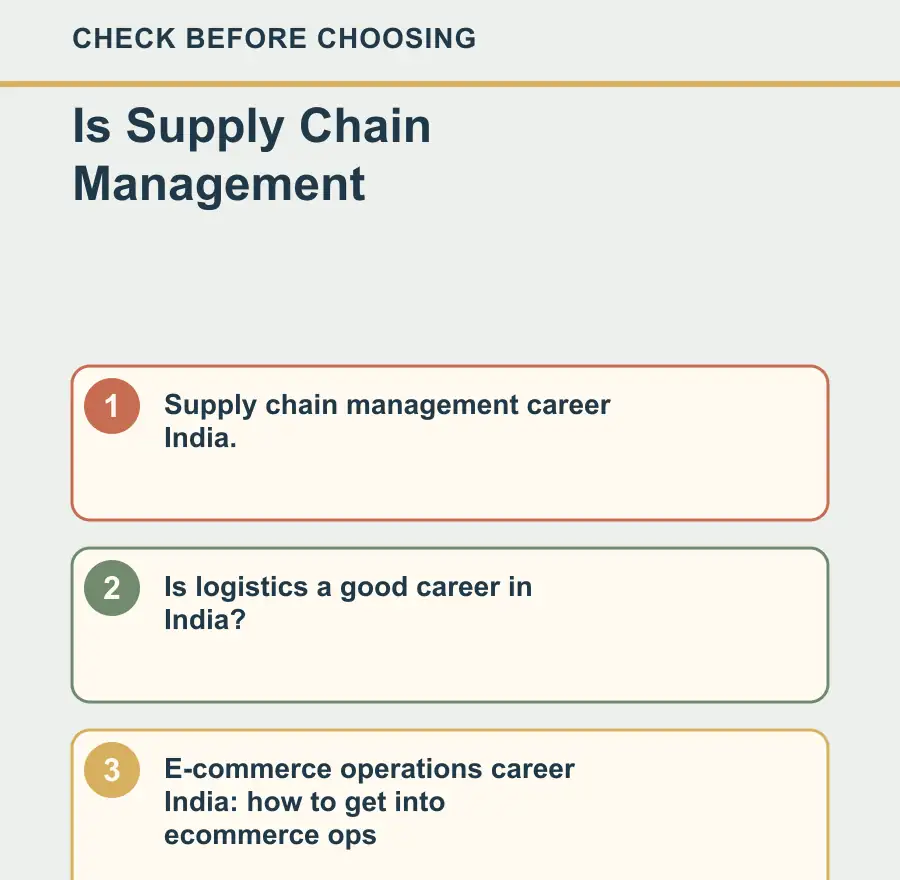 CHECK BEFORE CHOOSING
Is Supply Chain
Management
1
Supply chain management career
India.
2
Is logistics a good career in
India?
3
E-commerce operations career
India: how to get into
ecommerce ops